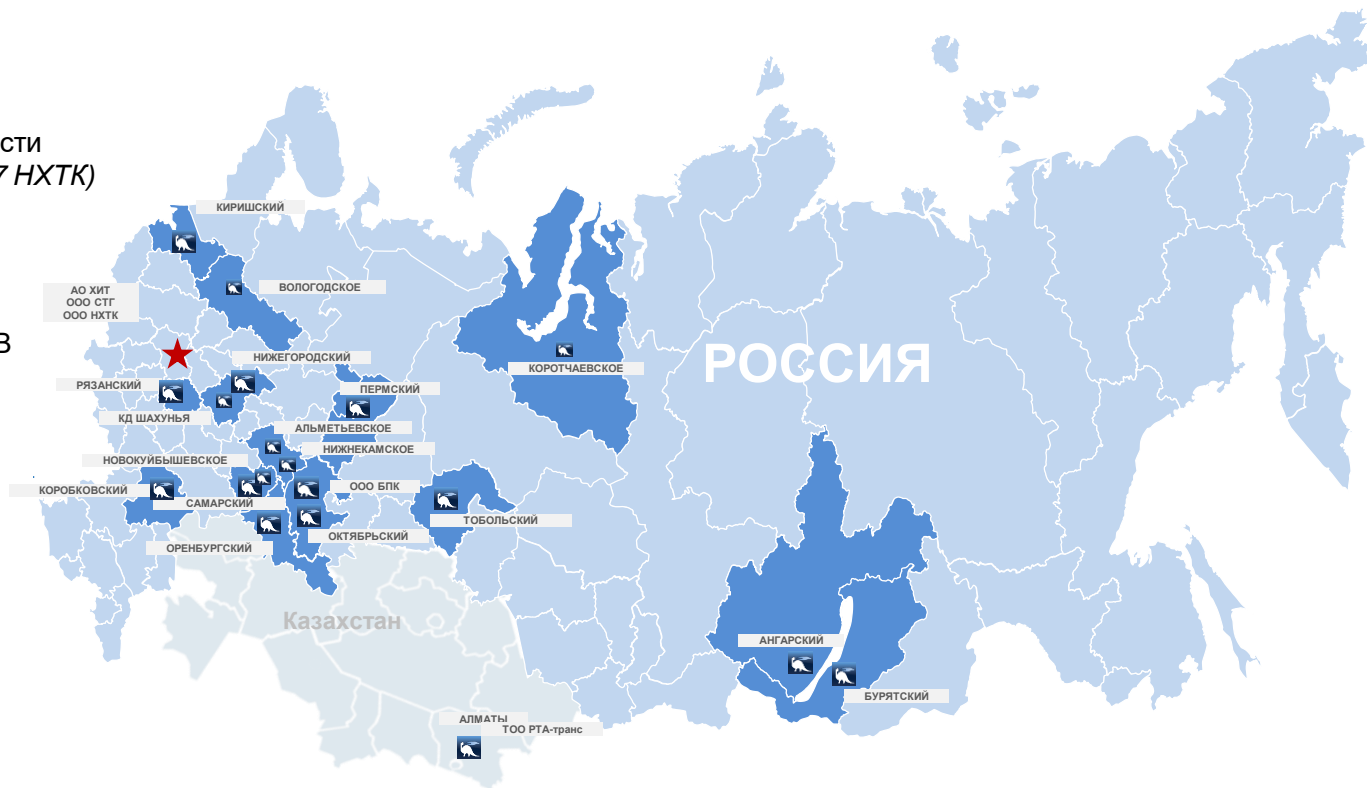 сти
7 НХТК)
КИРИШСКИЙ
АО ХИТ
ООО СТГ
ООО НХТК
ВОЛОГОДСКОЕ
В
НИЖЕГОРОДСКИЙ
РОССИЯ
КОРОТЧАЕВСКОЕ
РЯЗАНСКИЙ
ПЕРМСКИЙ
КД ШАХУНЬЯ
АЛЬМЕТЬЕВСКОЕ
НИЖНЕКАМСКОЕ
НОВОКУЙБЫШЕВСКОЕ
ООО БПК
КОРОБКОВСКИЙ
САМАРСКИЙ
ТОБОЛЬСКИЙ
ОКТЯБРЬСКИЙ
ОРЕНБУРГСКИЙ
Казахстан
АНГАРСКИЙ
БУРЯТСКИЙ
АЛМАТЫ
ТОО РТА-транс